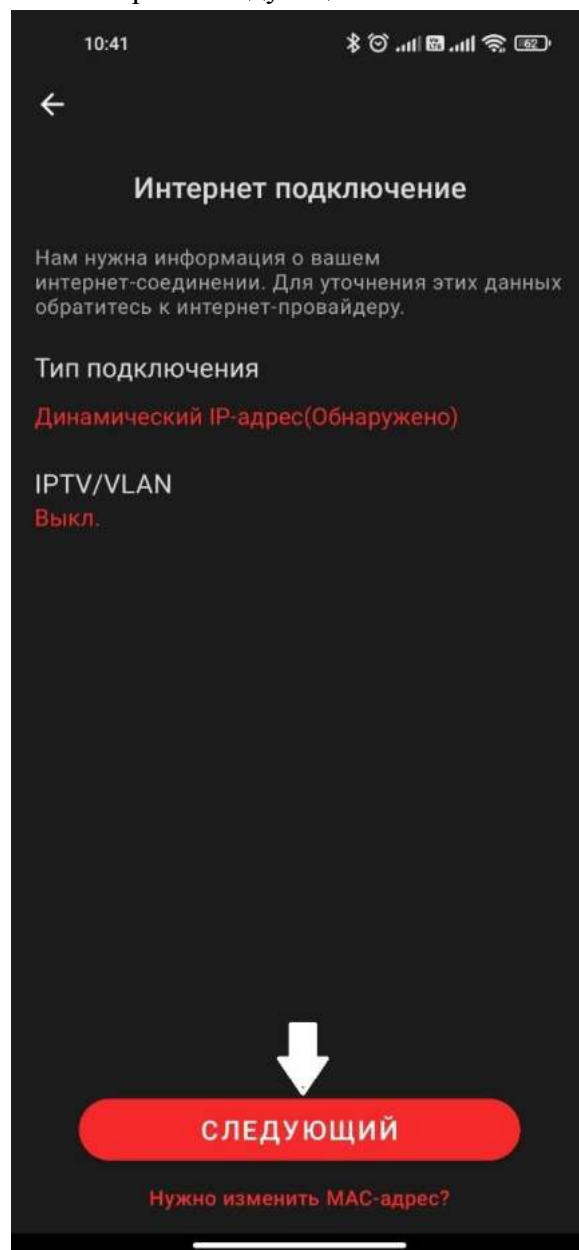 10:41
62
Интернет подключение
Нам нужна информация о вашем
интернет-соединении. Для уточнения этих данных
обратитесь к интернет-провайдеру.
Тип подключения
Динамический IP-адрес(Обнаружено)
IPTV/VLAN
Выкл.
СЛЕДУЮЩИЙ
Нужно изменить MAC-адрес?